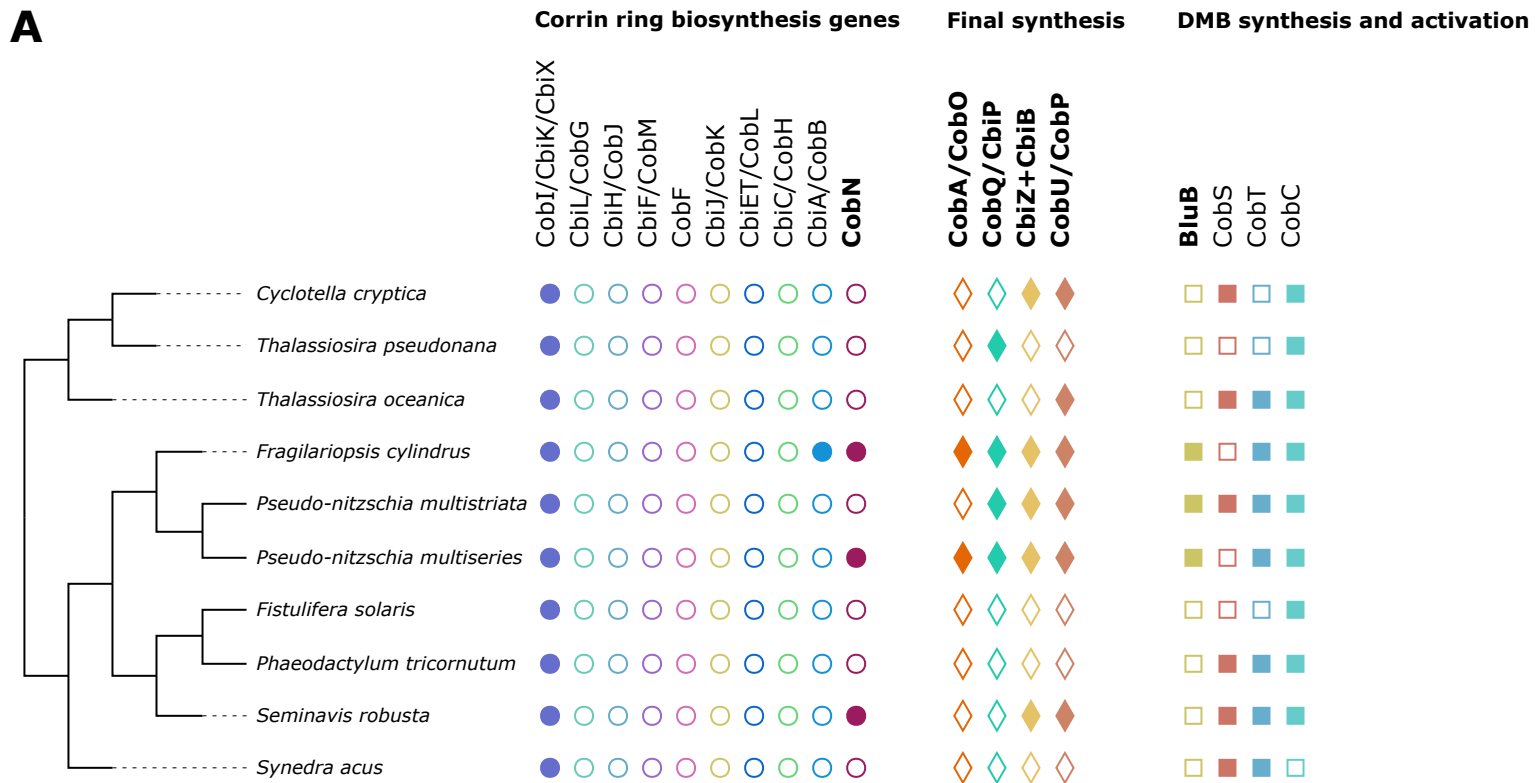 A
Corrin ring biosynthesis genes
Final synthesis
DMB synthesis and activation
CobI/CbiK/CbiX
CbiL/CobG
CbiH/CobJ
CbiF/CobM
CobF
CbiJ/CobK
CbiET/CobL
CbiC/CobH
CbiA/CobB
CobN
CobA/CobO
CobQ/CbiP
CbiZ+CbiB
CobU/CobP
BluB
CobS
CobT
CobC
Cyclotella cryptica
Thalassiosira pseudonana
Thalassiosira oceanica
Fragilariopsis cylindrus
Pseudo-nitzschia multistriata
Pseudo-nitzschia multiseries
Fistulifera solaris
Phaeodactylum tricornutum
Seminavis robusta
Synedra acus